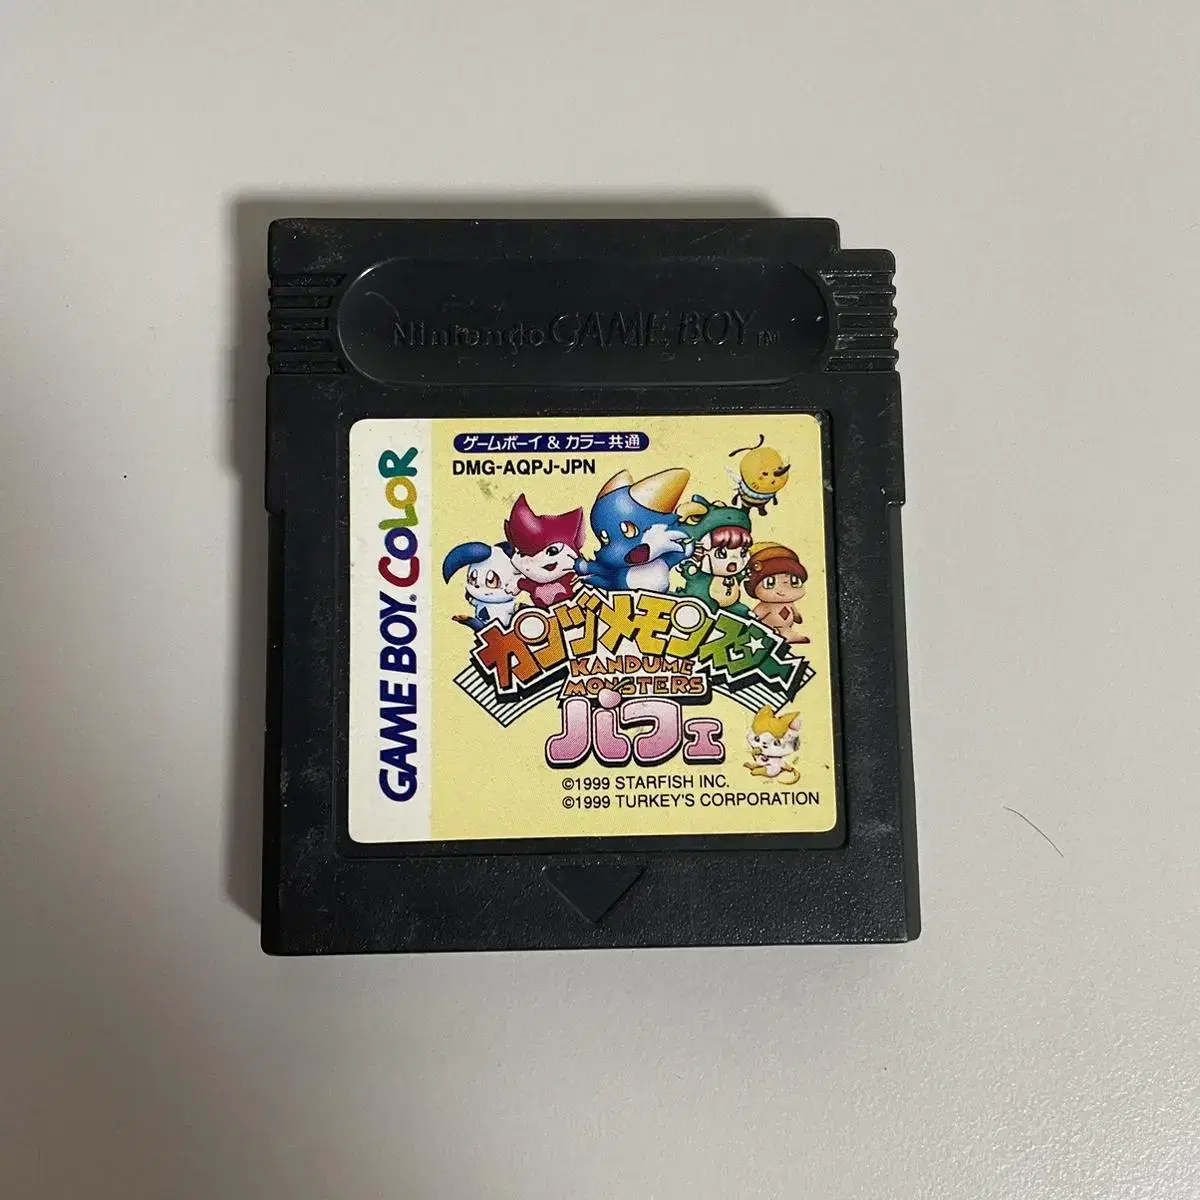 Nintendo GAME BOY TM
GAME BOY® COLOR
ゲームボーイ & カラー共通
DMG-AQPJ-JPN
カンヅメモンスター
KANDUME
MONSTERS
パフェ
©1999 STARFISH INC.
©1999 TURKEY'S CORPORATION